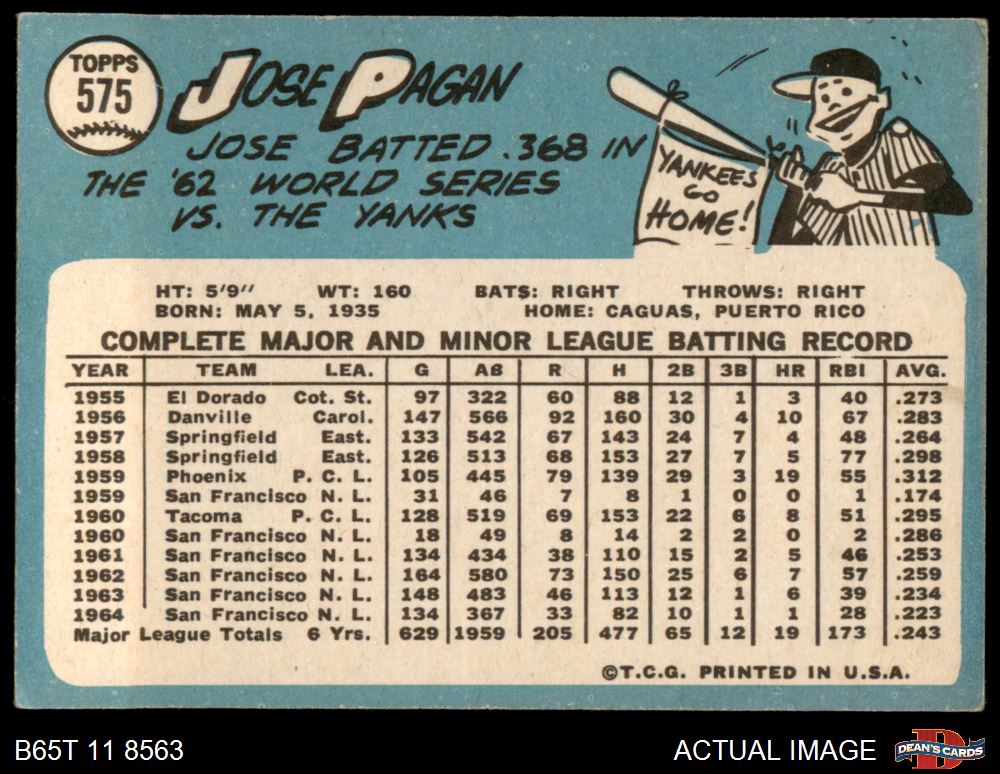 TOPPS
575
JOSE PAGAN
JOSE BATTED .368 IN
THE '62 WORLD SERIES
VS. THE YANKS
YANKEES
GO
HOME!
HT: 5'9" WT: 160 BATS: RIGHT THROWS: RIGHT
BORN: MAY 5, 1935 HOME: CAGUAS, PUERTO RICO
COMPLETE MAJOR AND MINOR LEAGUE BATTING RECORD
YEAR TEAM LEA. G AB R H 2B 3B HR RBI AVG.
1955 El Dorado Cot. St. 97 322 60 88 12 1 3 40 .273
1956 Danville Carol. 147 566 92 160 30 4 10 67 .283
1957 Springfield East. 133 542 67 143 24 7 4 48 .264
1958 Springfield East. 126 513 68 153 27 7 5 77 .298
1959 Phoenix P. C. L. 105 445 79 139 29 3 19 55 .312
1959 San Francisco N. L. 31 46 7 8 1 0 0 1 .174
1960 Tacoma P. C. L. 128 519 69 153 22 6 8 51 .295
1960 San Francisco N. L. 18 49 8 14 2 2 0 2 .286
1961 San Francisco N. L. 134 434 38 110 15 2 5 46 .253
1962 San Francisco N. L. 164 580 73 150 25 6 7 57 .259
1963 San Francisco N. L. 148 483 46 113 12 1 6 39 .234
1964 San Francisco N. L. 134 367 33 82 10 1 1 28 .223
Major League Totals 6 Yrs. 629 1959 205 477 65 12 19 173 .243
©T.C.G. PRINTED IN U.S.A.
B65T 11 8563 ACTUAL IMAGE DEAN'S CARDS